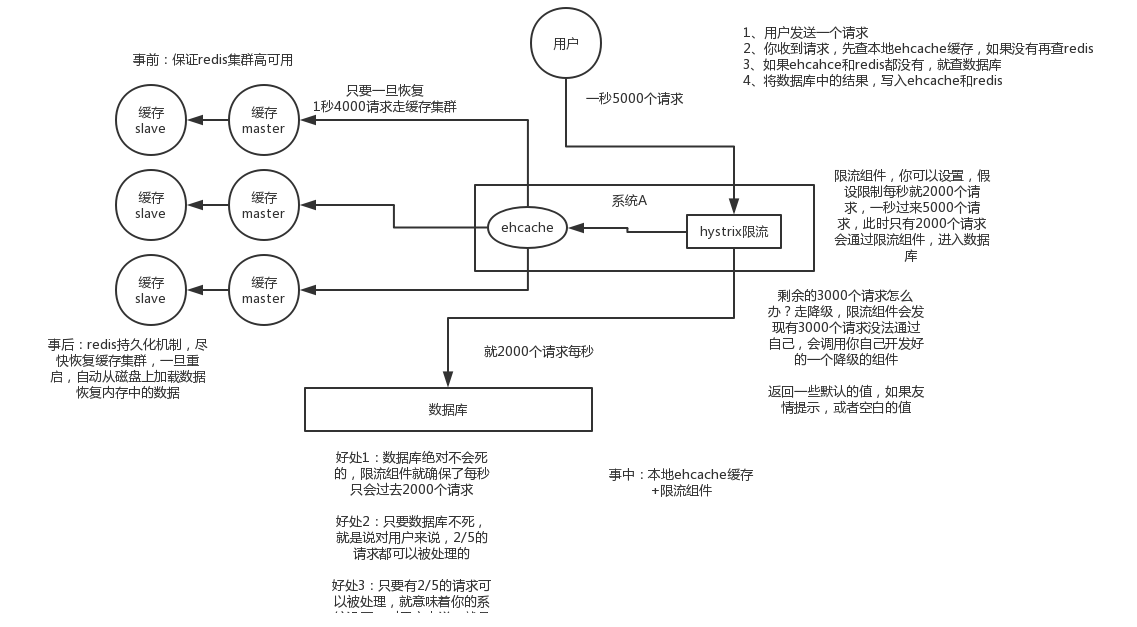 用户
1、用户发送一个请求
2、你收到请求，先查本地ehcache缓存，如果没有再查redis
3、如果ehcahce和redis都没有，就查数据库
4、将数据库中的结果，写入ehcache和redis
事前：保证redis集群高可用
只要一旦恢复
1秒4000请求走缓存集群
一秒5000个请求
缓存
slave
缓存
master
缓存
slave
缓存
master
缓存
slave
缓存
master
系统A
ehcache
hystrix限流
限流组件，你可以设置，假
设限制每秒就2000个请
求，一秒过来5000个请
求，此时只有2000个请求
会通过限流组件，进入数据
库
剩余的3000个请求怎么
办？走降级，限流组件会发
现有3000个请求没法通过
自己，会调用你自己开发好
的一个降级的组件
返回一些默认的值，如果友
情提示，或者空白的值
事后：redis持久化机制，尽
快恢复缓存集群，一旦重
启，自动从磁盘上加载数据
恢复内存中的数据
就2000个请求每秒
数据库
好处1：数据库绝对不会死
的，限流组件就确保了每秒
只会过去2000个请求
好处2：只要数据库不死，
就是说对用户来说，2/5的
请求都可以被处理的
好处3：只要有2/5的请求可
以被处理，就意味着你的系
事中：本地ehcache缓存
+限流组件